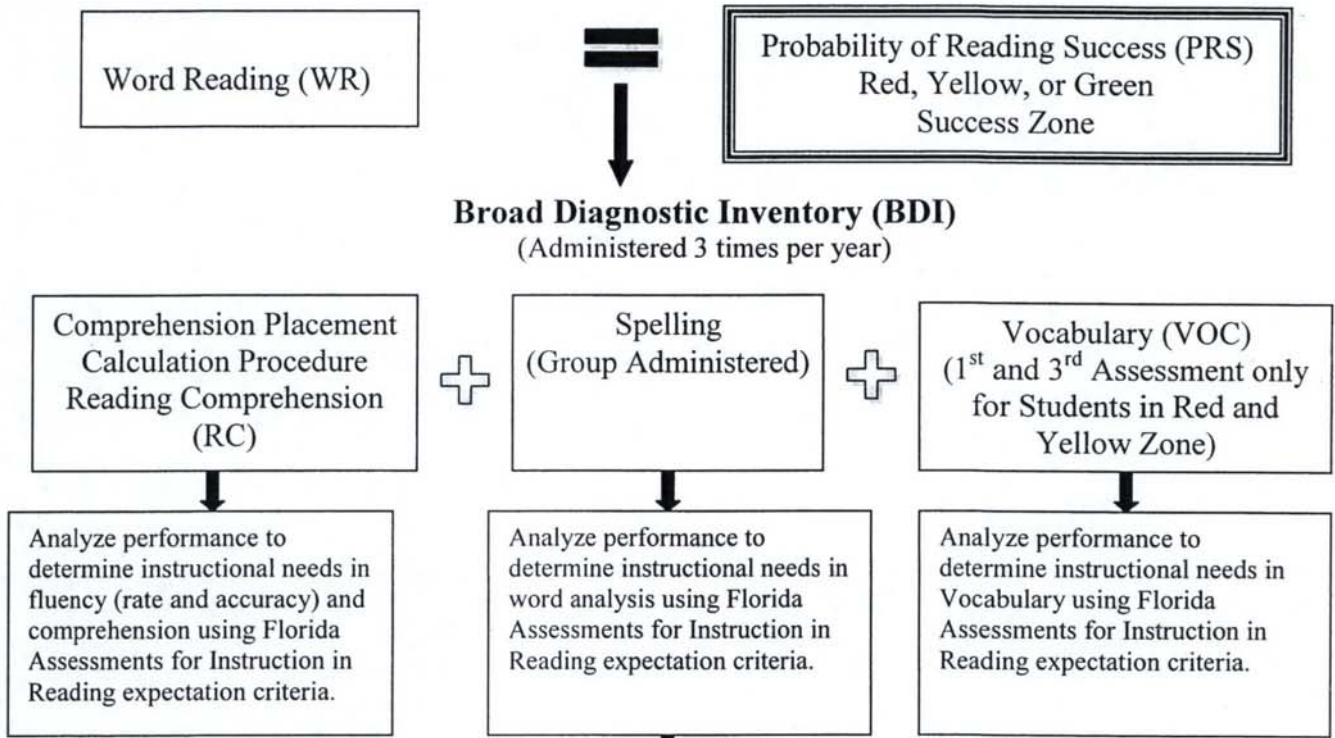 Word Reading (WR)
Probability of Reading Success (PRS)
Red, Yellow, or Green
Success Zone
Broad Diagnostic Inventory (BDI)
(Administered 3 times per year)
Comprehension Placement
Calculation Procedure
Reading Comprehension
(RC)
Spelling
(Group Administered)
Vocabulary (VOC)
(1st and 3rd Assessment only
for Students in Red and
Yellow Zone)
Analyze performance to
determine instructional needs in
fluency (rate and accuracy) and
comprehension using Florida
Assessments for Instruction in
Reading expectation criteria.
Analyze performance to
determine instructional needs in
word analysis using Florida
Assessments for Instruction in
Reading expectation criteria.
Analyze performance to
determine instructional needs in
Vocabulary using Florida
Assessments for Instruction in
Reading expectation criteria.